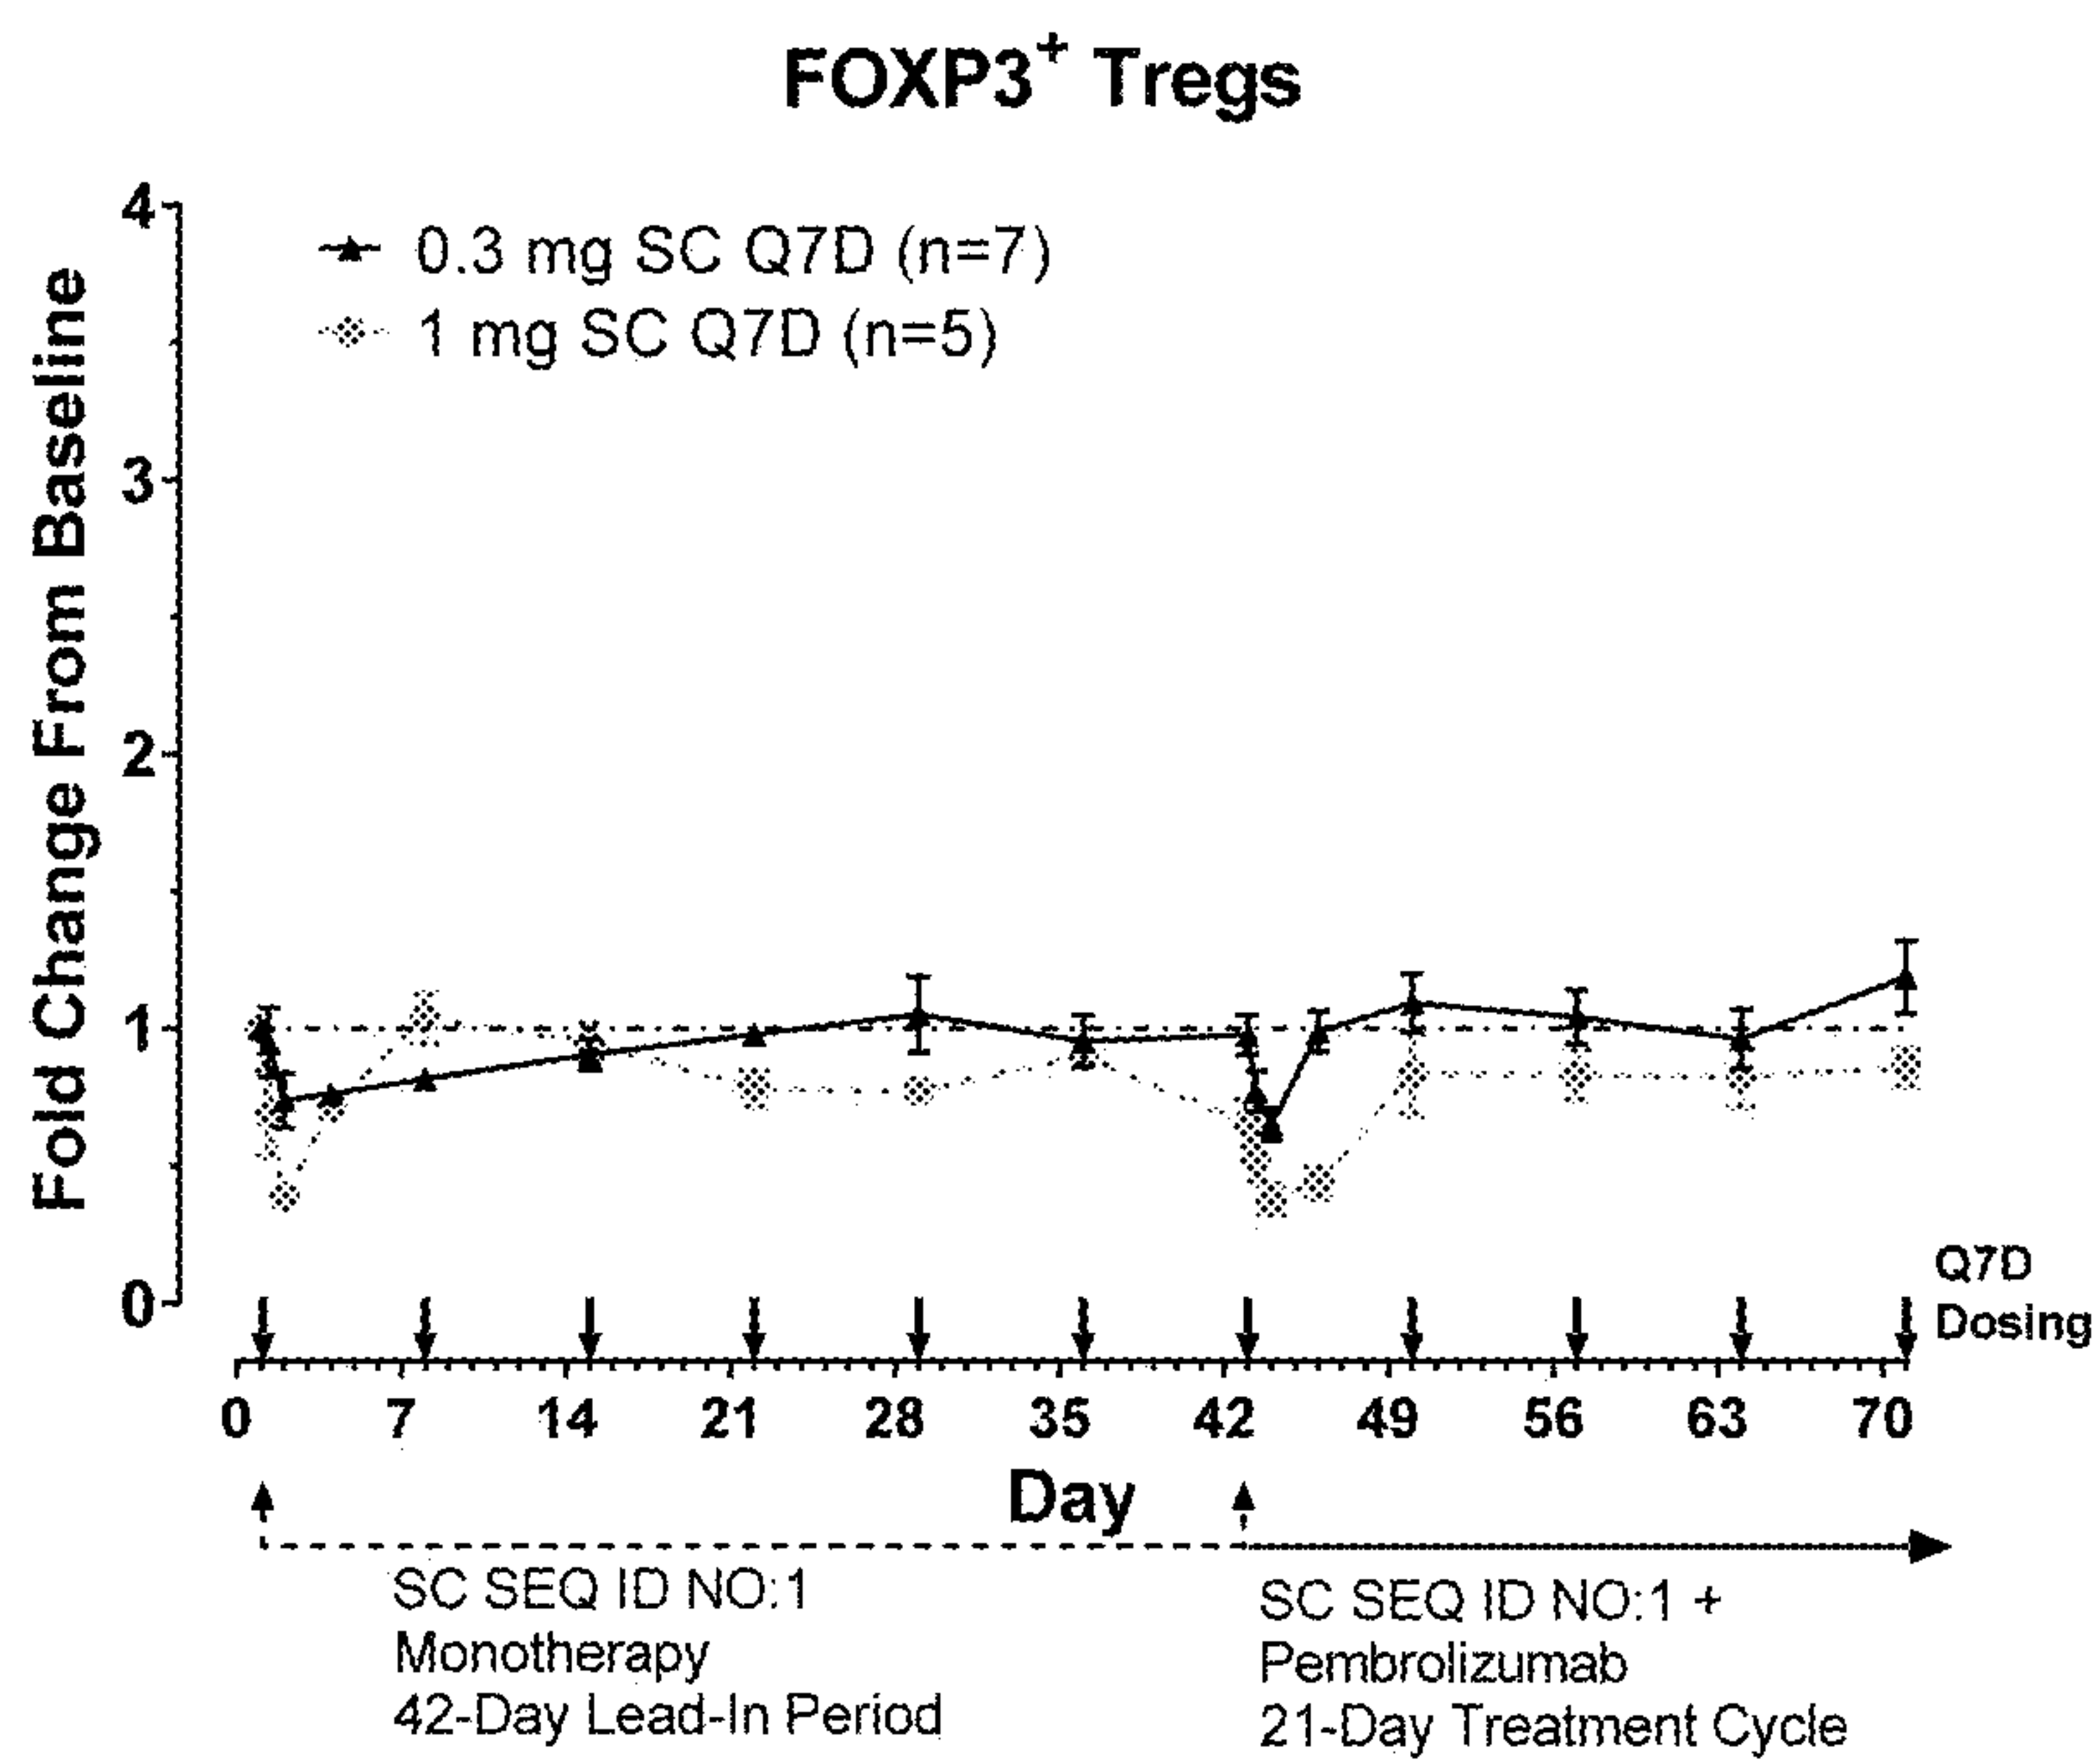 FOXP3⁺ Tregs
4
3
2
1
0
Fold Change From Baseline
0.3 mg SC Q7D (n=7)
1 mg SC Q7D (n=5)
Q7D
Dosing
0 7 14 21 28 35 42 49 56 63 70
Day
SC SEQ ID NO:1
Monotherapy
42-Day Lead-In Period
SC SEQ ID NO:1 +
Pembrolizumab
21-Day Treatment Cycle